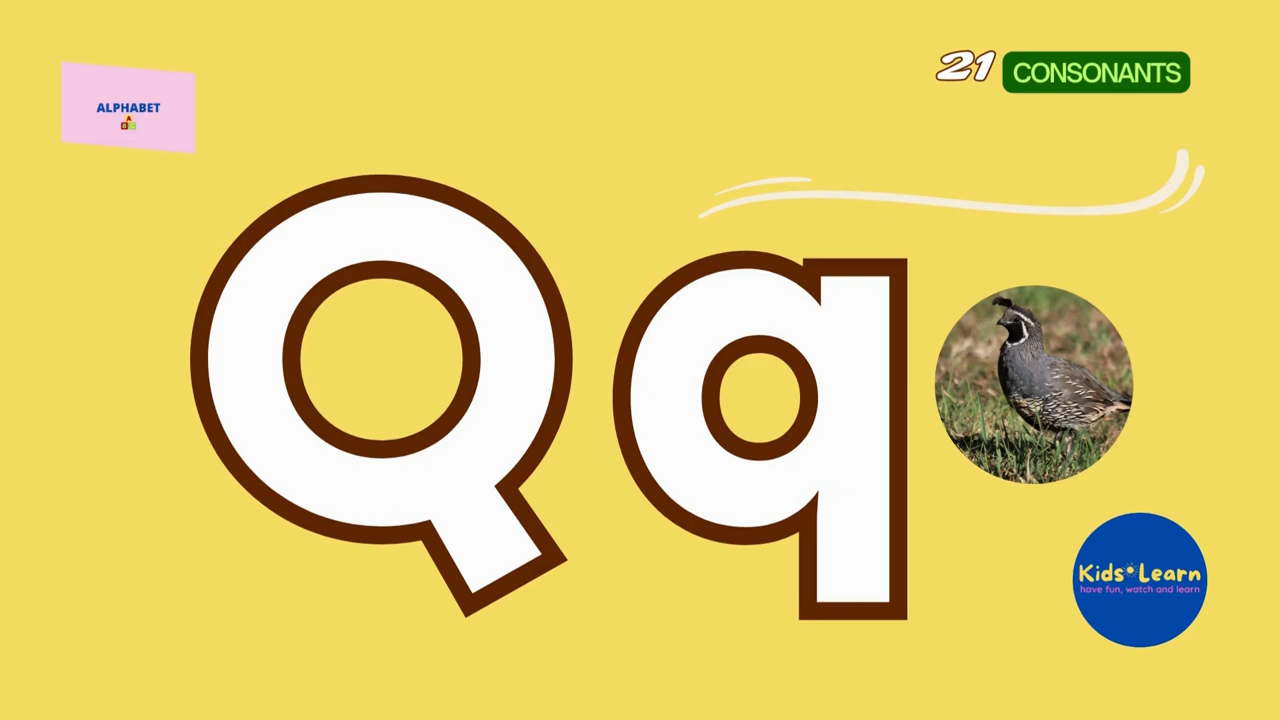 ALPHABET
21 CONSONANTS
Qq
Kids Learn
have fun, watch and learn